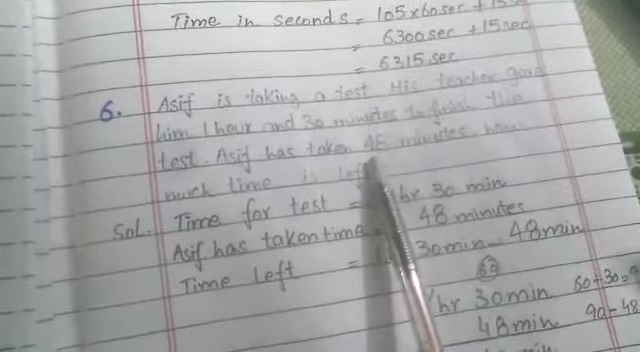 Time in seconds = 105 x 60 sec + 15 sec
= 6300 sec + 15 sec
= 6315 sec
6. Asif is taking a test His teacher gave
him 1 hour and 30 minutes to finish the
test. Asif has taken 48 minutes how
much time is left
Sol. Time for test = hr 30 min
Asif has taken time = 48 minutes
Time left = 30 min - 48 min
60
1 hr 30 min 60 + 30 =
48 min 90 - 48
min